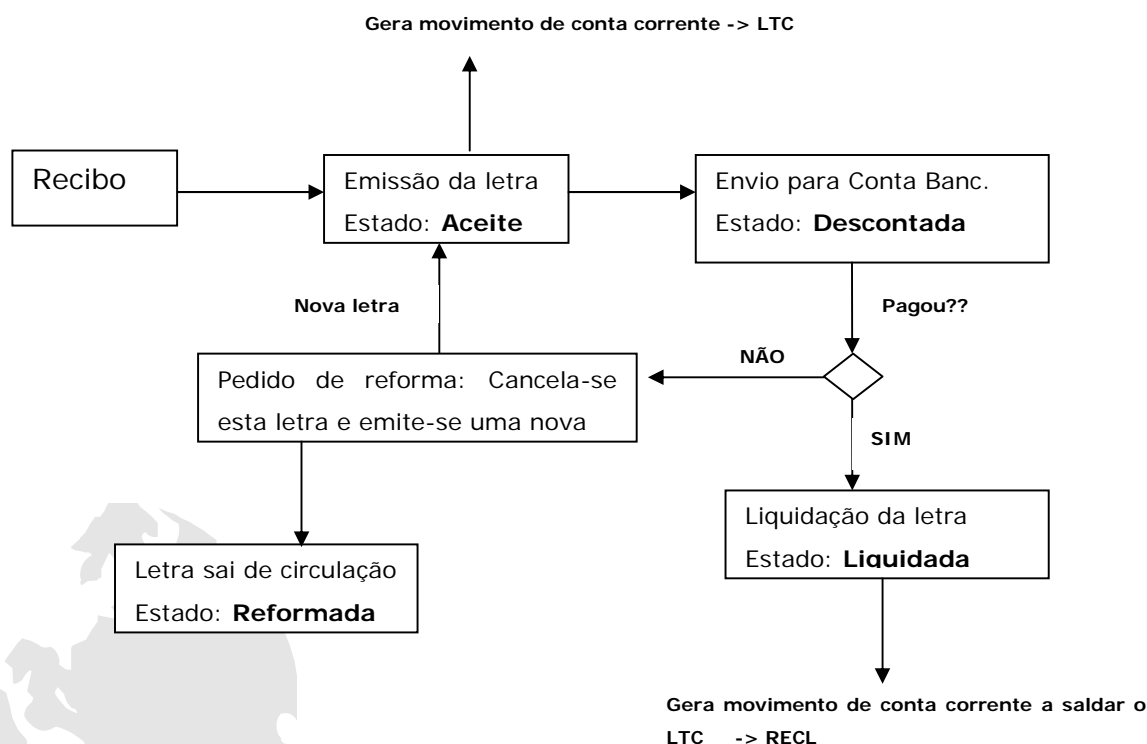 Gera movimento de conta corrente -> LTC
Recibo
Emissão da letra
Estado: Aceite
Envio para Conta Banc.
Estado: Descontada
Nova letra
Pagou??
NÃO
Pedido de reforma: Cancela-se
esta letra e emite-se uma nova
SIM
Liquidação da letra
Estado: Liquidada
Letra sai de circulação
Estado: Reformada
Gera movimento de conta corrente a saldar o
LTC -> RECL